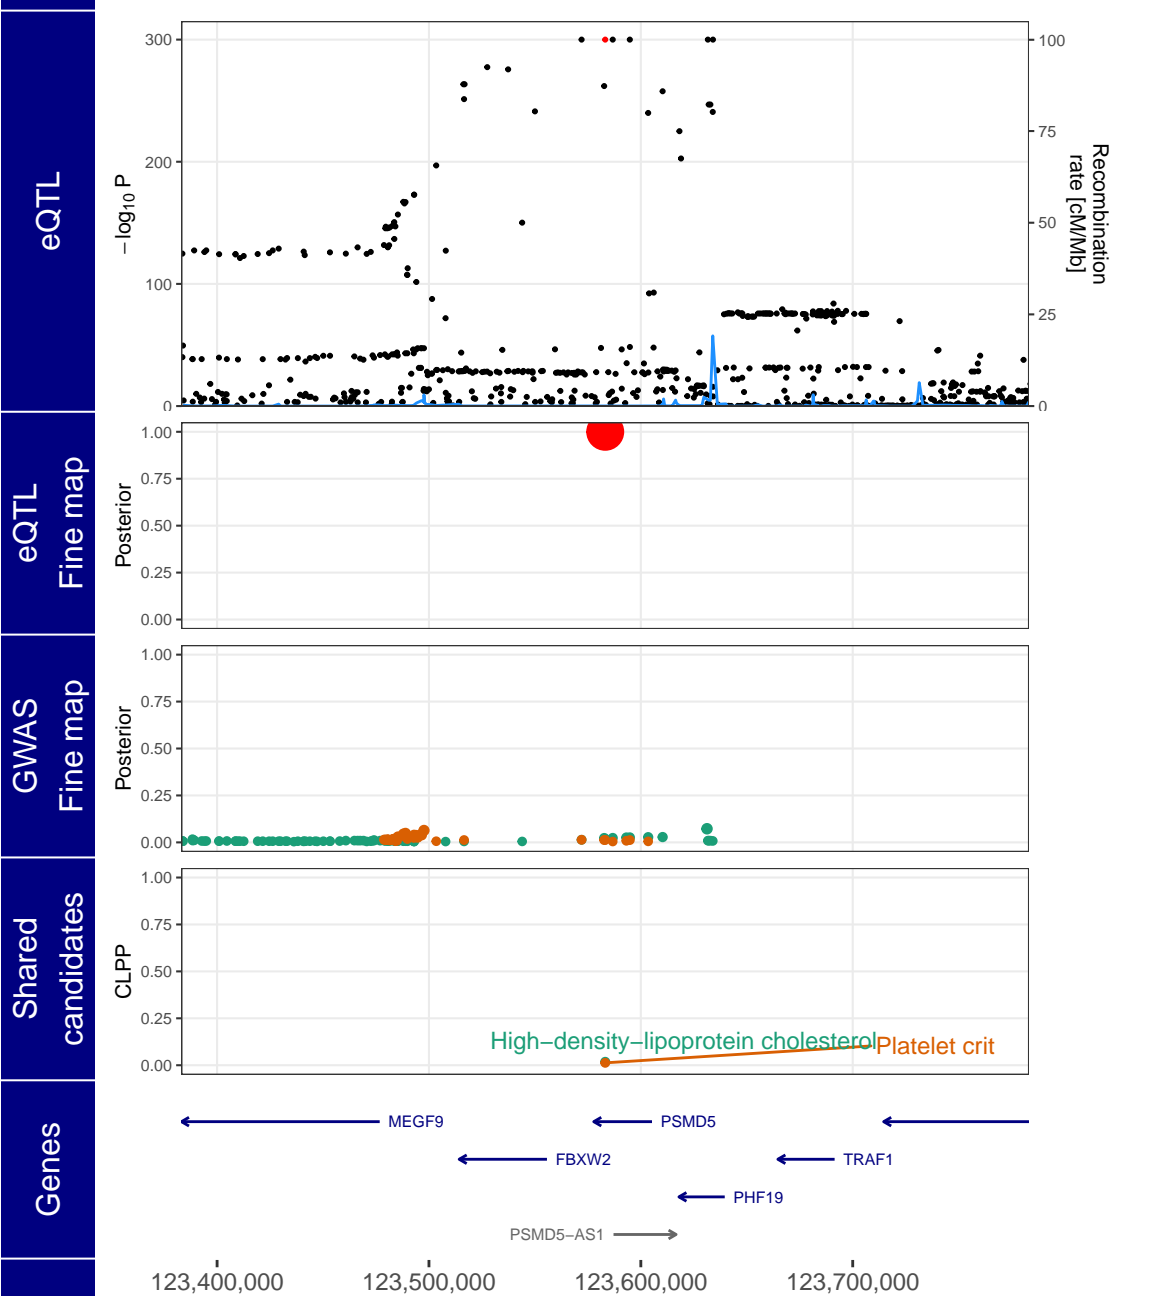 eQTL
−log10 P
300
200
100
0
100
75
50
25
0
Recombination
rate [cM/Mb]
eQTL
Fine map
Posterior
1.00
0.75
0.50
0.25
0.00
GWAS
Fine map
Posterior
1.00
0.75
0.50
0.25
0.00
Shared
candidates
CLPP
1.00
0.75
0.50
0.25
0.00
High−density−lipoprotein cholesterol
Platelet crit
Genes
MEGF9
PSMD5
FBXW2
TRAF1
PHF19
PSMD5−AS1
123,400,000
123,500,000
123,600,000
123,700,000